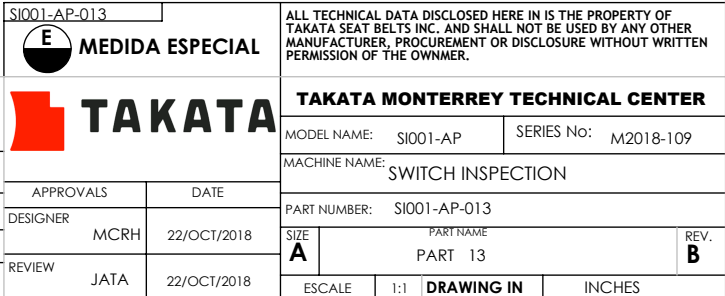 SI001-AP-013
E
MEDIDA ESPECIAL
ALL TECHNICAL DATA DISCLOSED HERE IN IS THE PROPERTY OF
TAKATA SEAT BELTS INC. AND SHALL NOT BE USED BY ANY OTHER
MANUFACTURER, PROCUREMENT OR DISCLOSURE WITHOUT WRITTEN
PERMISSION OF THE OWNMER.
TAKATA
TAKATA MONTERREY TECHNICAL CENTER
MODEL NAME: SI001-AP SERIES No: M2018-109
MACHINE NAME: SWITCH INSPECTION
APPROVALS DATE
PART NUMBER: SI001-AP-013
DESIGNER MCRH 22/OCT/2018
SIZE A PART NAME PART 13 REV. B
REVIEW JATA 22/OCT/2018
ESCALE 1:1 DRAWING IN INCHES